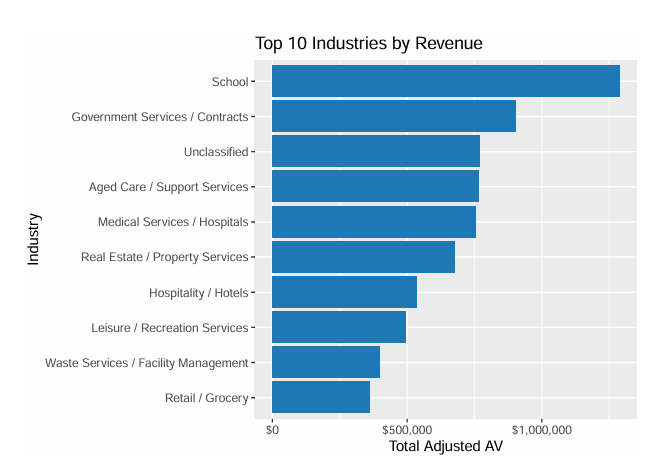 Top 10 Industries by Revenue
Industry
School
Government Services / Contracts
Unclassified
Aged Care / Support Services
Medical Services / Hospitals
Real Estate / Property Services
Hospitality / Hotels
Leisure / Recreation Services
Waste Services / Facility Management
Retail / Grocery
$0 $500,000 $1,000,000
Total Adjusted AV